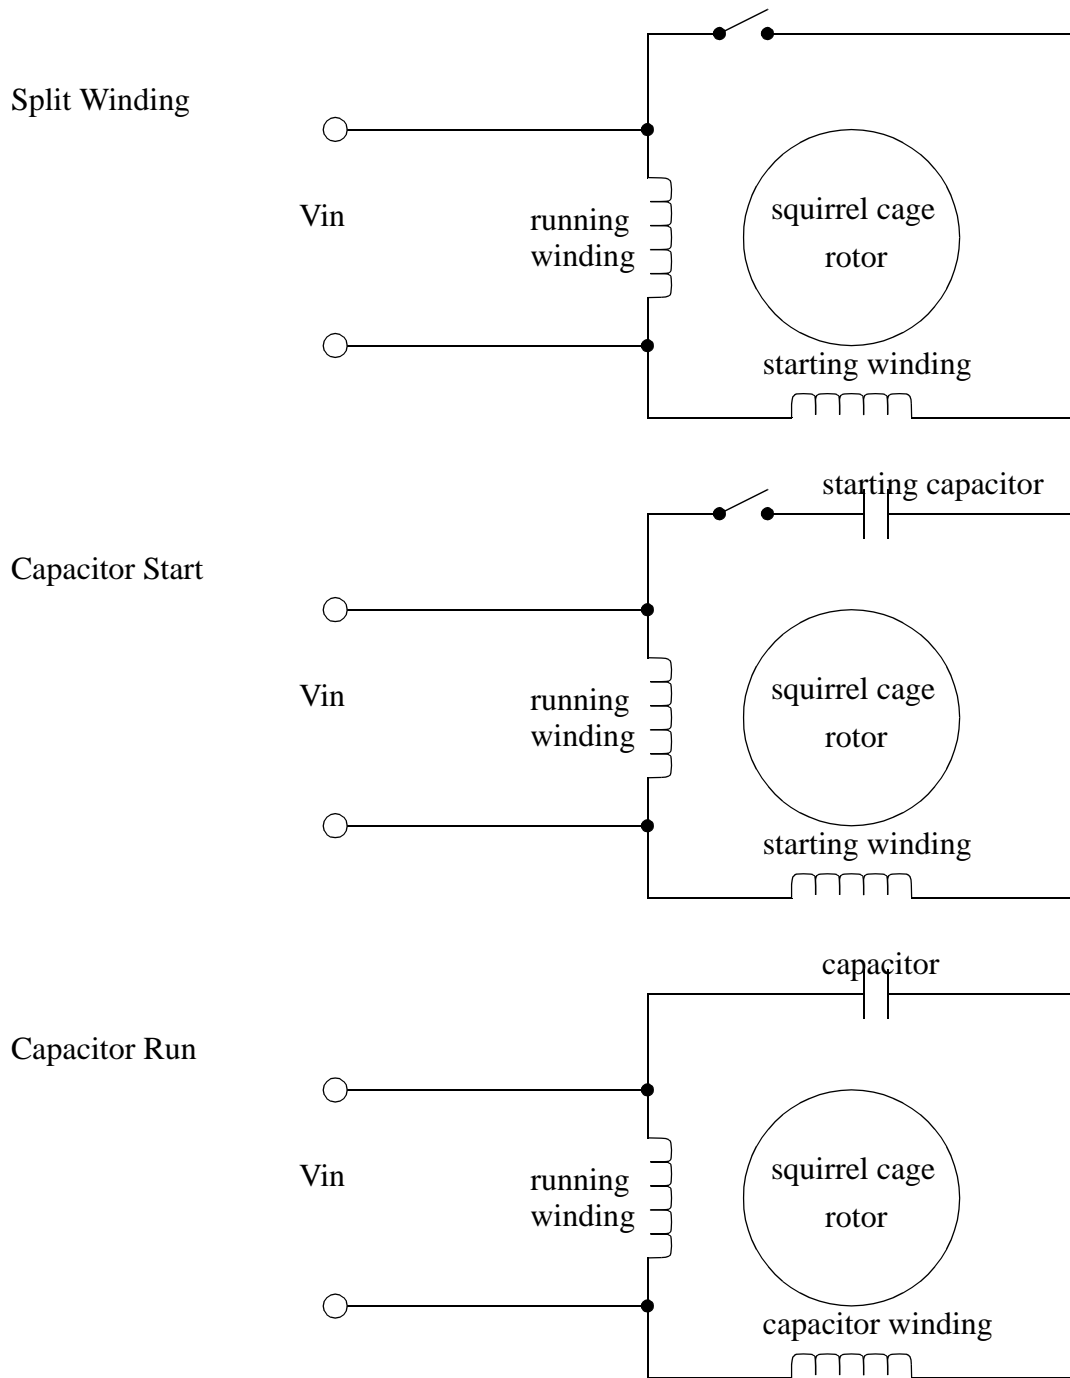 Split Winding
Vin
running
winding
squirrel cage
rotor
starting winding
starting capacitor
Capacitor Start
Vin
running
winding
squirrel cage
rotor
starting winding
capacitor
Capacitor Run
Vin
running
winding
squirrel cage
rotor
capacitor winding